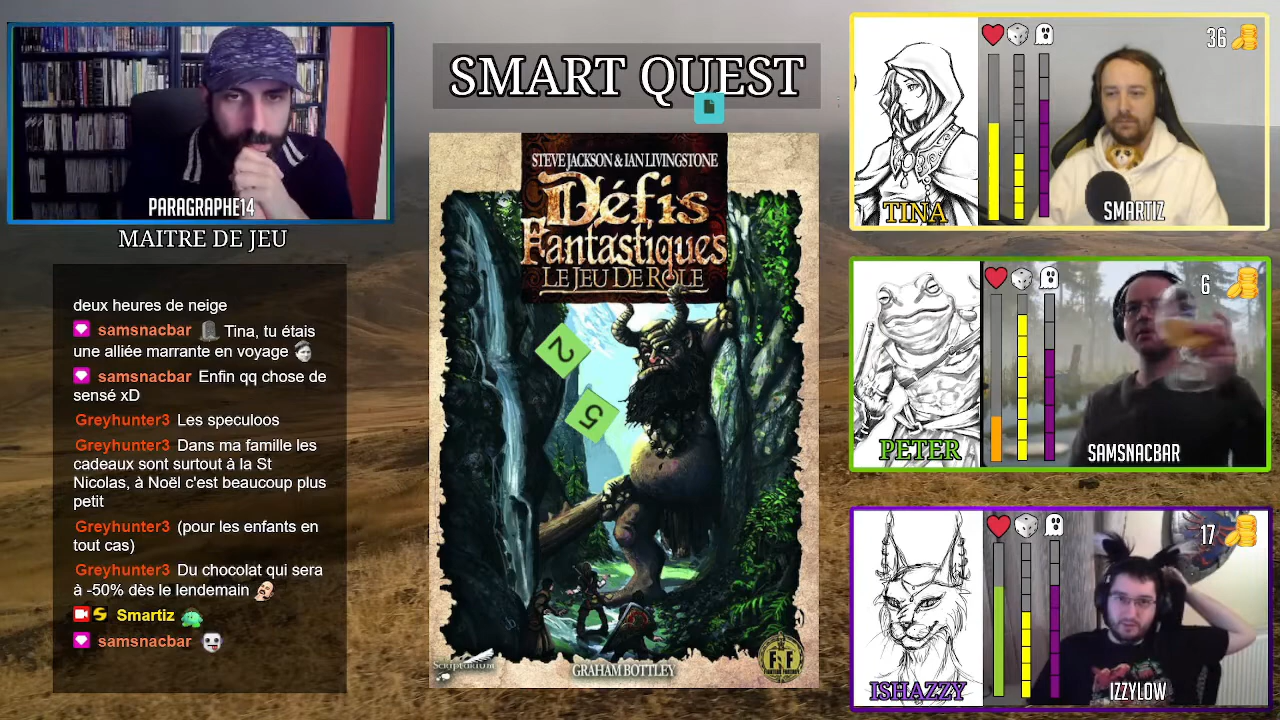 PARAGRAPHE14
MAITRE DE JEU
deux heures de neige
samsnacbar Tina, tu étais
une alliée marrante en voyage
samsnacbar Enfin qq chose de
sensé xD
Greyhunter3 Les speculoos
Greyhunter3 Dans ma famille les
cadeaux sont surtout à la St
Nicolas, à Noël c'est beaucoup plus
petit
Greyhunter3 (pour les enfants en
tout cas)
Greyhunter3 Du chocolat qui sera
à -50% dès le lendemain
Smartiz
samsnacbar
SMART QUEST
STEVE JACKSON & IAN LIVINGSTONE
Défis
Fantastiques
LE JEU DE RÔLE
2
5
Scriptarium
GRAHAM BOTTLEY
FF
36
TINA
SMARTIZ
6
PETER
SAMSNACBAR
17
ISHAZZY
IZZYLOW